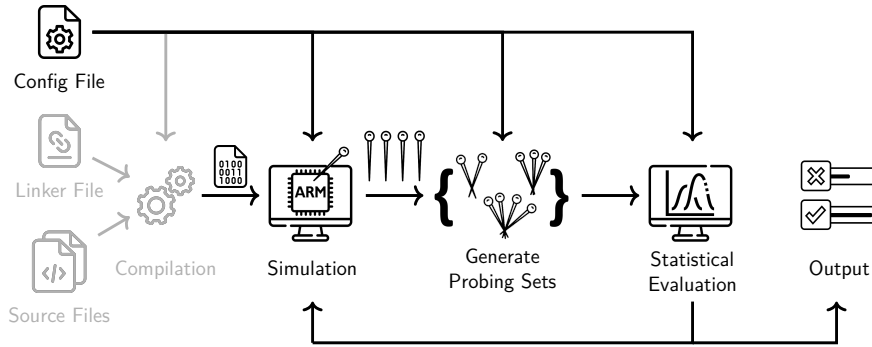 Config File
Linker File
Source Files
Compilation
0100
0011
1000
ARM
Simulation
Generate
Probing Sets
Statistical
Evaluation
Output